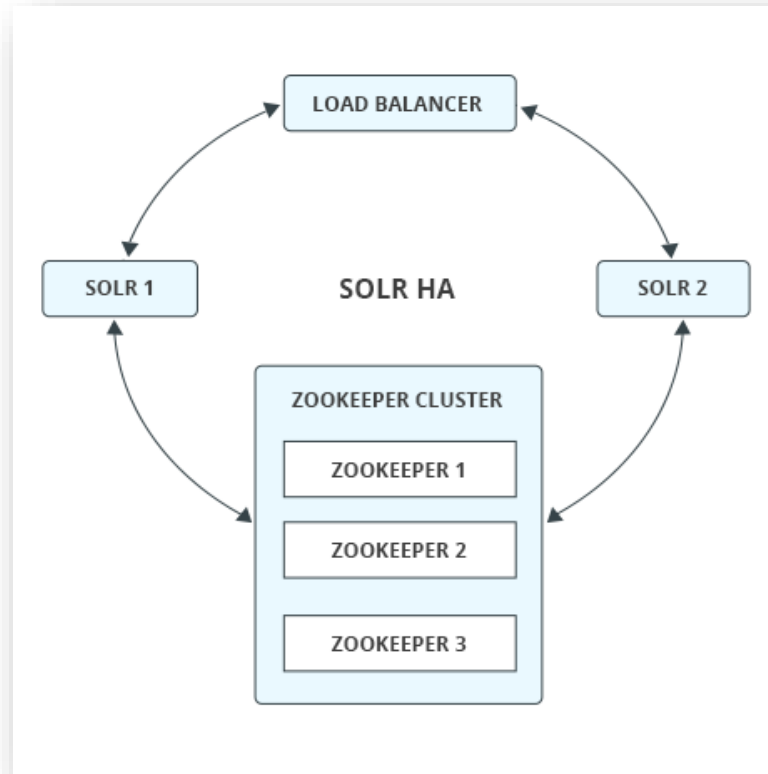 LOAD BALANCER
SOLR 1
SOLR HA
SOLR 2
ZOOKEEPER CLUSTER
ZOOKEEPER 1
ZOOKEEPER 2
ZOOKEEPER 3